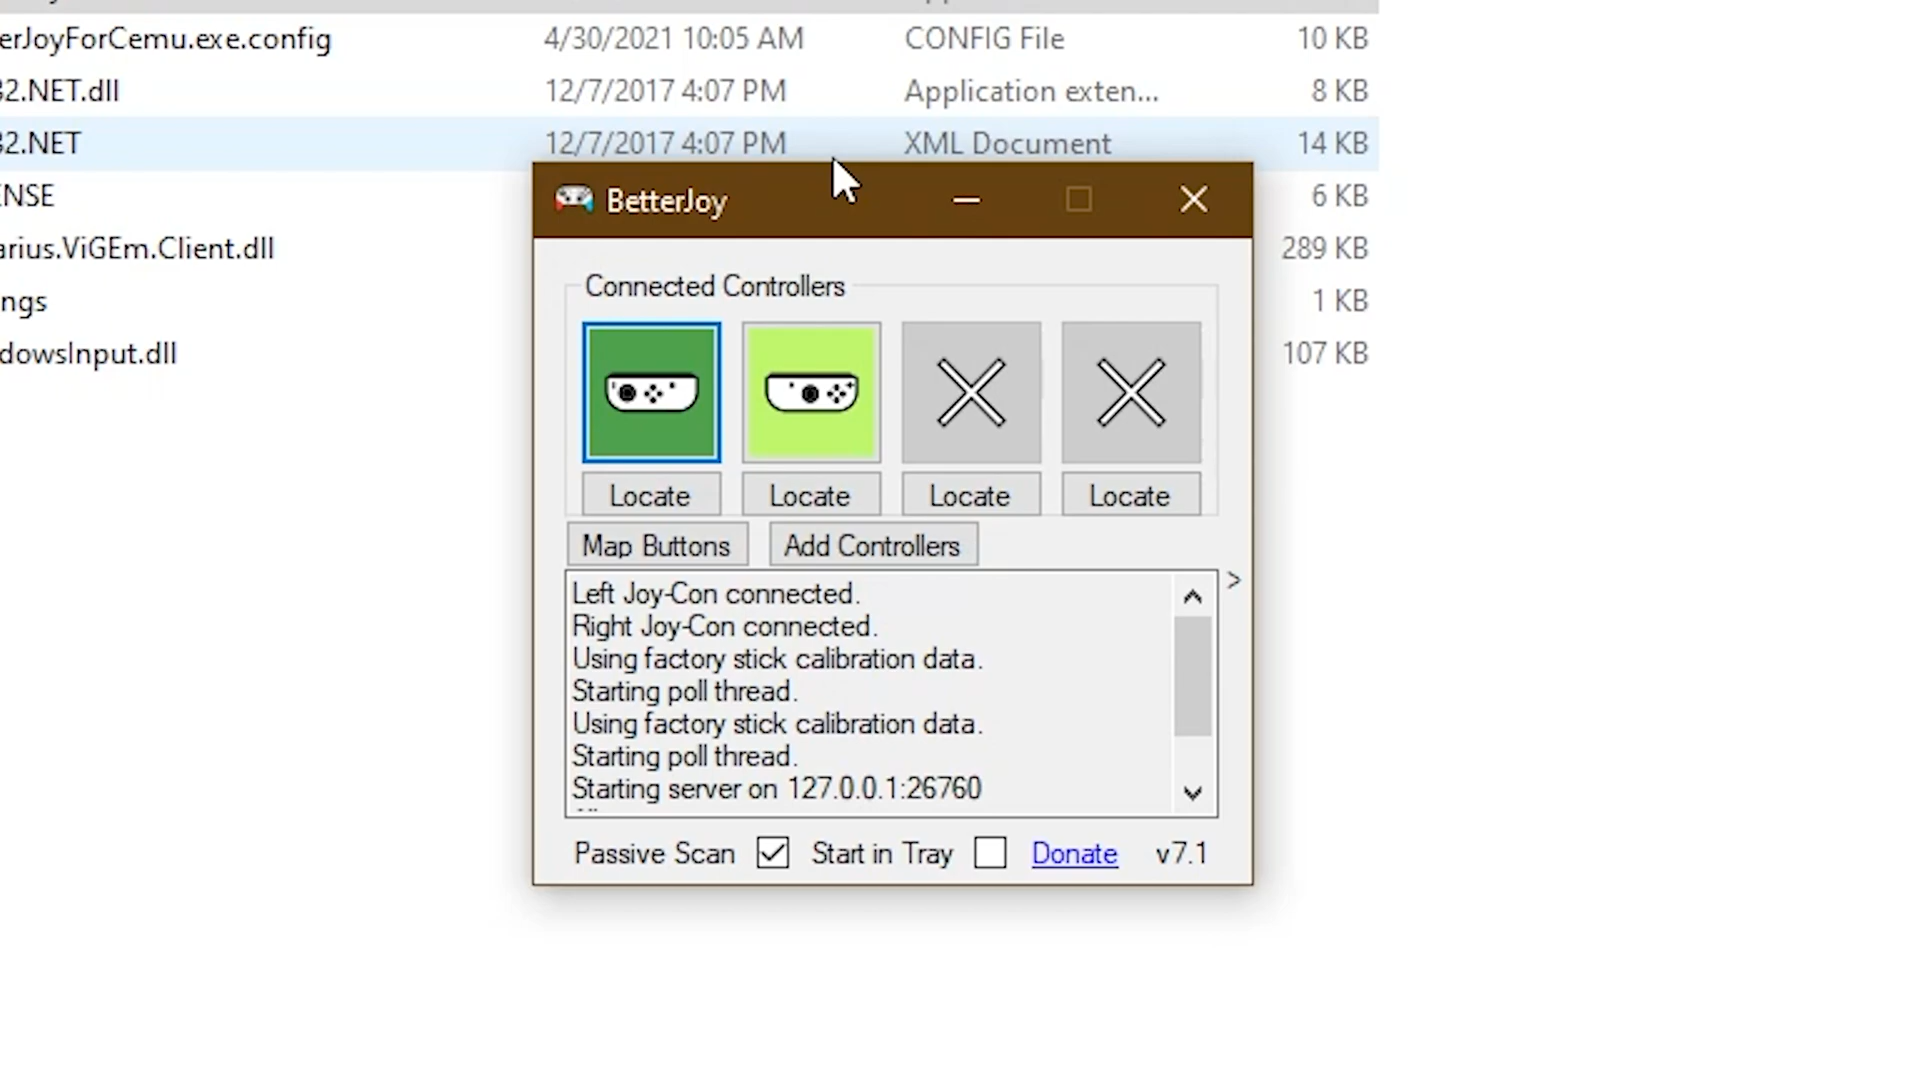 erJoyForCemu.exe.config 4/30/2021 10:05 AM CONFIG File 10 KB
2.NET.dll 12/7/2017 4:07 PM Application exten... 8 KB
2.NET 12/7/2017 4:07 PM XML Document 14 KB
ENSE 6 KB
arius.ViGEm.Client.dll 289 KB
ngs 1 KB
dowsInput.dll 107 KB
BetterJoy
Connected Controllers
Locate Locate Locate Locate
Map Buttons Add Controllers
>
Left Joy-Con connected.
Right Joy-Con connected.
Using factory stick calibration data.
Starting poll thread.
Using factory stick calibration data.
Starting poll thread.
Starting server on 127.0.0.1:26760
Passive Scan Start in Tray Donate v7.1